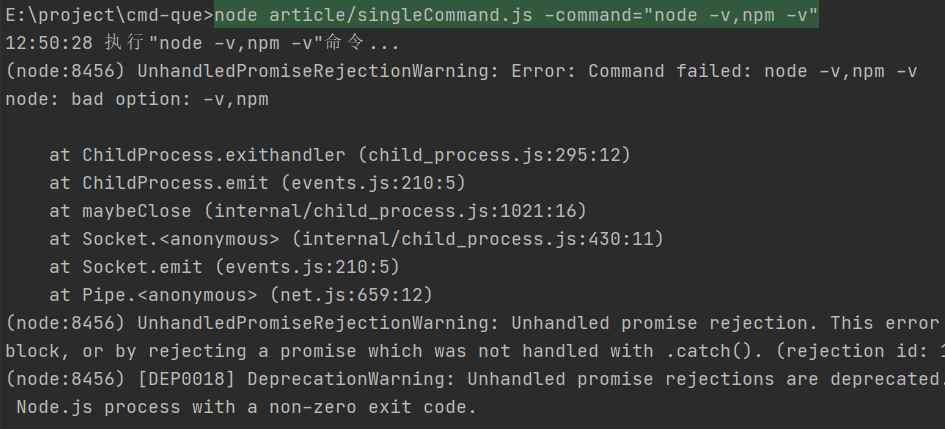 E:\project\cmd-que>node article/singleCommand.js -command="node -v,npm -v"
12:50:28 执行"node -v,npm -v"命令...
(node:8456) UnhandledPromiseRejectionWarning: Error: Command failed: node -v,npm -v
node: bad option: -v,npm
at ChildProcess.exithandler (child_process.js:295:12)
at ChildProcess.emit (events.js:210:5)
at maybeClose (internal/child_process.js:1021:16)
at Socket.<anonymous> (internal/child_process.js:430:11)
at Socket.emit (events.js:210:5)
at Pipe.<anonymous> (net.js:659:12)
(node:8456) UnhandledPromiseRejectionWarning: Unhandled promise rejection. This error
block, or by rejecting a promise which was not handled with .catch(). (rejection id: 1
(node:8456) [DEP0018] DeprecationWarning: Unhandled promise rejections are deprecated.
Node.js process with a non-zero exit code.